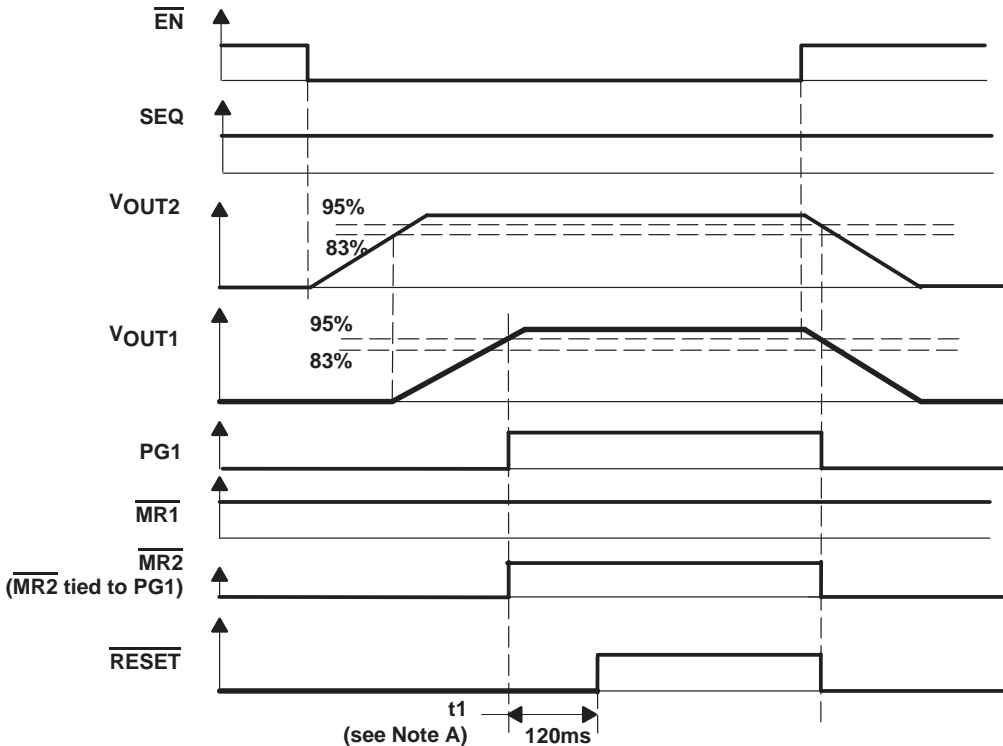 EN
SEQ
VOUT2
95%
83%
VOUT1
95%
83%
PG1
MR1
MR2
(MR2 tied to PG1)
RESET
t1
(see Note A)
120ms